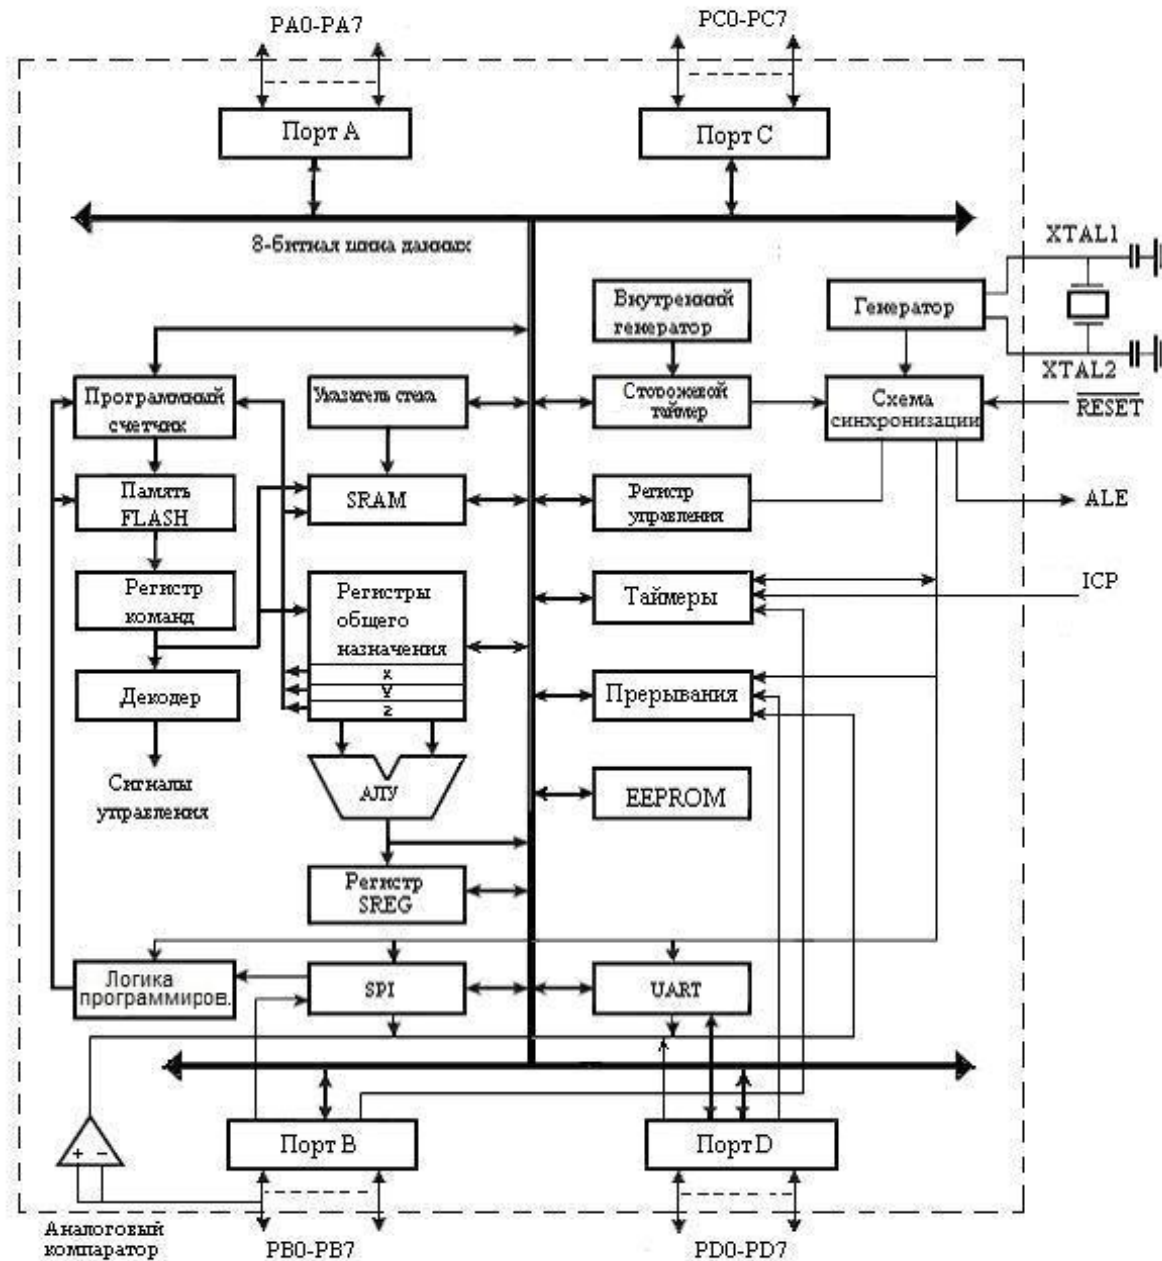 PA0-PA7
PC0-PC7
Порт A
Порт C
8-битная шина данных
XTAL1
Внутренний
генератор
Генератор
XTAL2
Программный
счетчик
Указатель стека
Сторожевой
таймер
Схема
синхронизации
RESET
Память
FLASH
SRAM
Регистр
управления
ALE
Регистр
команд
Регистры
общего
назначения
X
Y
Z
Таймеры
ICP
Декодер
Прерывания
Сигналы
управления
АЛУ
EEPROM
Регистр
SREG
Логика
программиров.
SPI
UART
+ −
Порт B
Порт D
Аналоговый
компаратор
PB0-PB7
PD0-PD7